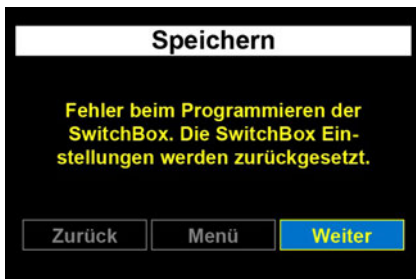 Speichern
Fehler beim Programmieren der
SwitchBox. Die SwitchBox Ein-
stellungen werden zurückgesetzt.
Zurück Menü Weiter